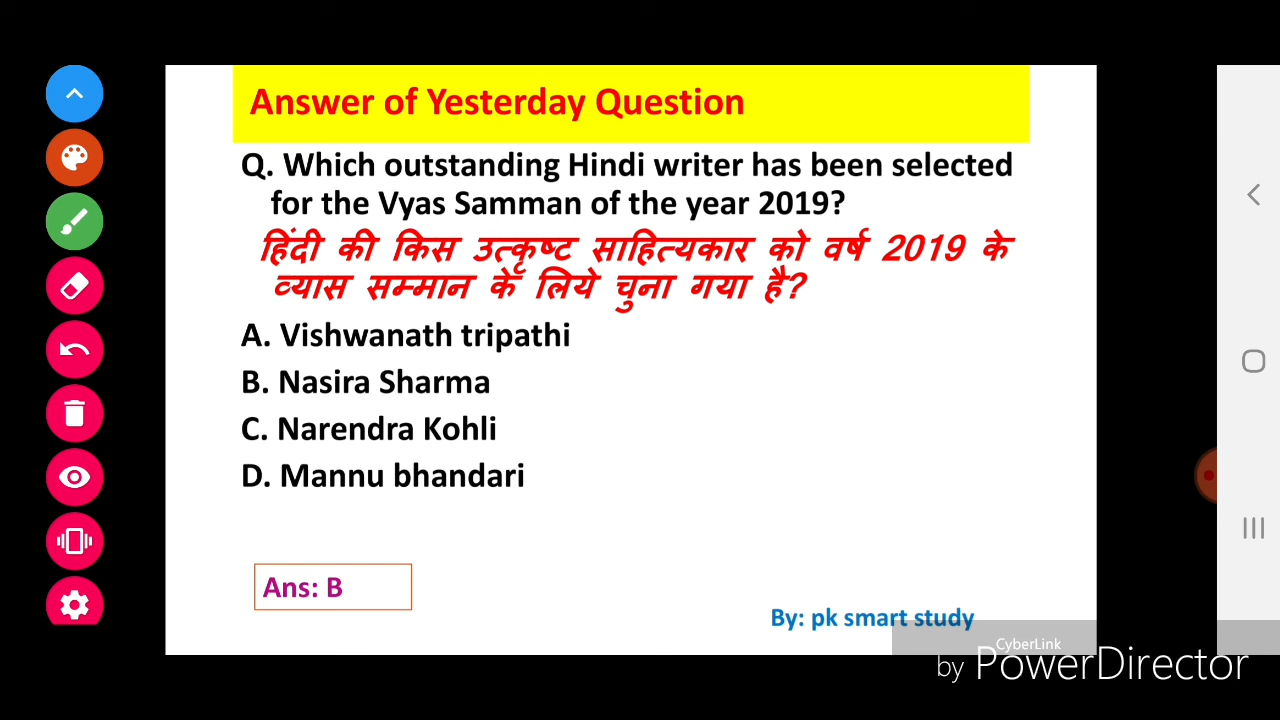 Answer of Yesterday Question
Q. Which outstanding Hindi writer has been selected
for the Vyas Samman of the year 2019?
हिंदी की किस उत्कृष्ट साहित्यकार को वर्ष 2019 के
व्यास सम्मान के लिये चुना गया है?
A. Vishwanath tripathi
B. Nasira Sharma
C. Narendra Kohli
D. Mannu bhandari
Ans: B
By: pk smart study
CyberLink
by PowerDirector